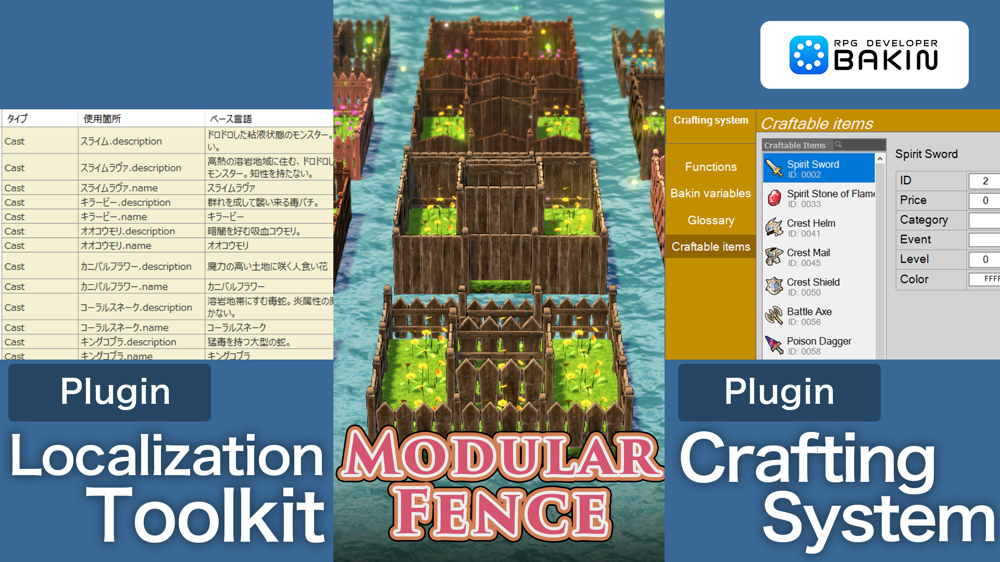 RPG DEVELOPER
BAKIN
タイプ 使用箇所 ベース言語
Cast スライム.description ドロドロした粘液状態のモンスター。
い。
Cast スライムラヴァ.description 高熱の溶岩地域に住む、ドロドロし
モンスター。知性を持たない。
Cast スライムラヴァ.name スライムラヴァ
Cast キラービー.description 群れを成して襲い来る毒バチ。
Cast キラービー.name キラービー
Cast オオコウモリ.description 暗闇を好む吸血コウモリ。
Cast オオコウモリ.name オオコウモリ
Cast カニバルフラワー.description 魔力の高い土地に咲く人食い花
Cast カニバルフラワー.name カニバルフラワー
Cast コーラルスネーク.description 溶岩地帯にすむ毒蛇。炎属性の
かない。
Cast コーラルスネーク.name コーラルスネーク
Cast キングコブラ.description 猛毒を持つ大型の蛇。
Cast キングコブラ.name キングコブラ
Plugin
Localization
Toolkit
MODULAR
FENCE
Crafting system
Functions
Bakin variables
Glossary
Craftable items
Craftable items
Craftable Items
Spirit Sword
ID: 0002
Spirit Stone of Flame
ID: 0033
Crest Helm
ID: 0041
Crest Mail
ID: 0045
Crest Shield
ID: 0050
Battle Axe
ID: 0056
Poison Dagger
ID: 0058
Spirit Sword
ID 2
Price 0
Category
Event
Level 0
Color FFFF
Plugin
Crafting
System